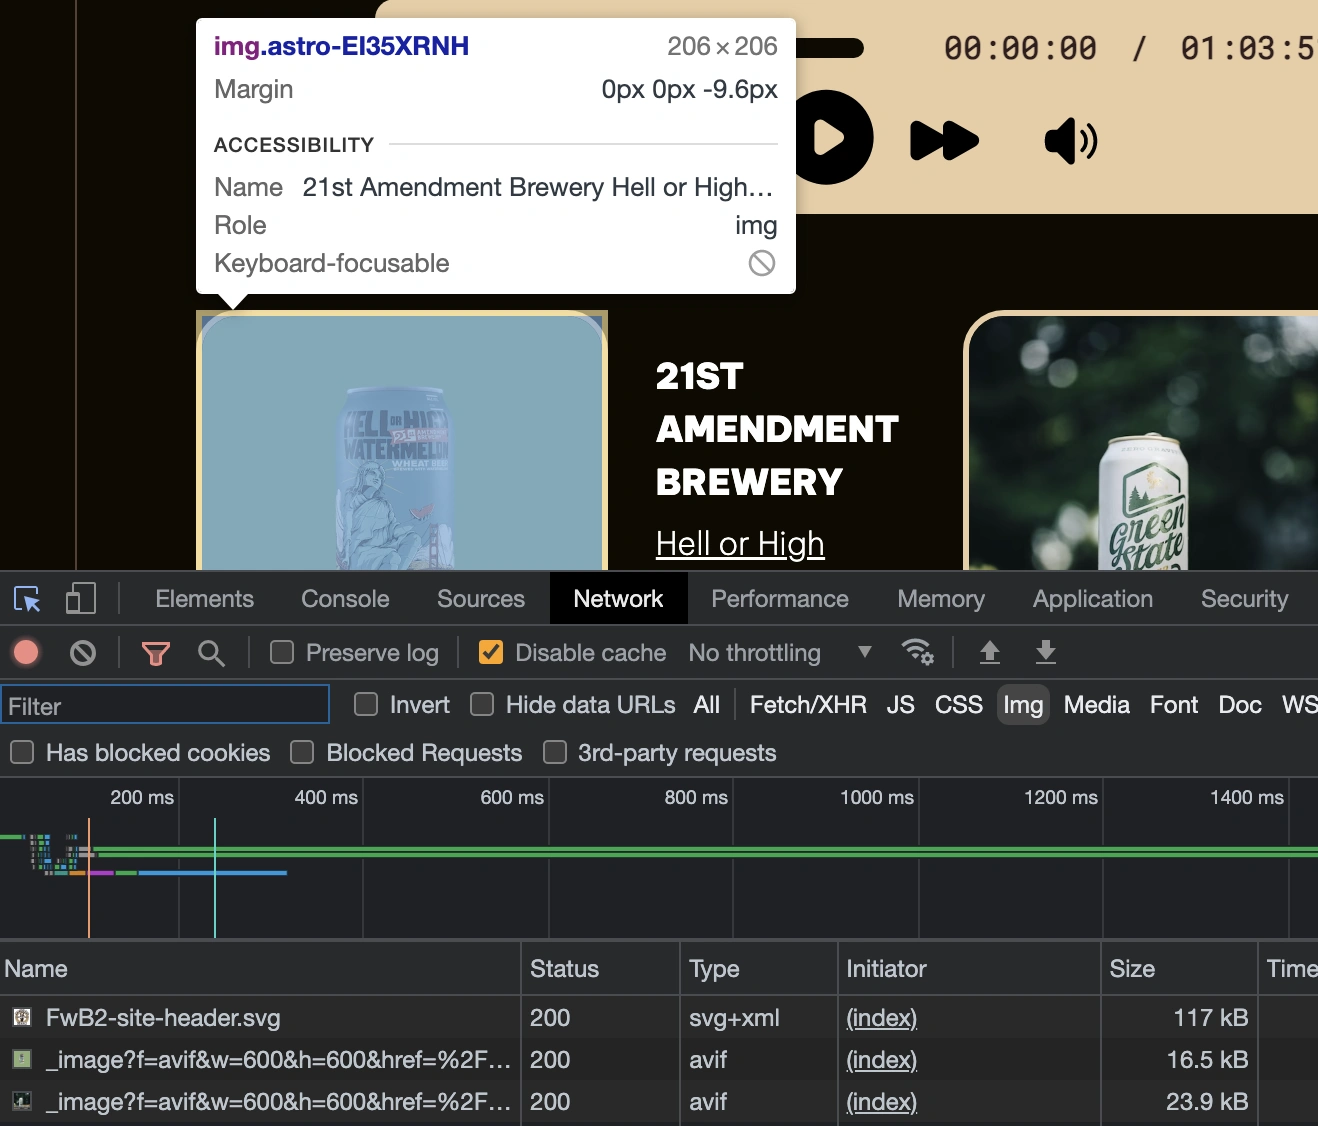 img.astro-EI35XRNH 206 × 206
Margin 0px 0px -9.6px
ACCESSIBILITY
Name 21st Amendment Brewery Hell or High…
Role img
Keyboard-focusable
00:00:00 / 01:03:5
HELL OR HIGH
WATERMELON
WHEAT BEER
21ST
AMENDMENT
BREWERY
Hell or High
Green
State
Elements Console Sources Network Performance Memory Application Security
Preserve log Disable cache No throttling
Filter Invert Hide data URLs All Fetch/XHR JS CSS Img Media Font Doc WS
Has blocked cookies Blocked Requests 3rd-party requests
200 ms 400 ms 600 ms 800 ms 1000 ms 1200 ms 1400 ms
Name Status Type Initiator Size Time
FwB2-site-header.svg 200 svg+xml (index) 117 kB
_image?f=avif&w=600&h=600&href=%2F… 200 avif (index) 16.5 kB
_image?f=avif&w=600&h=600&href=%2F… 200 avif (index) 23.9 kB